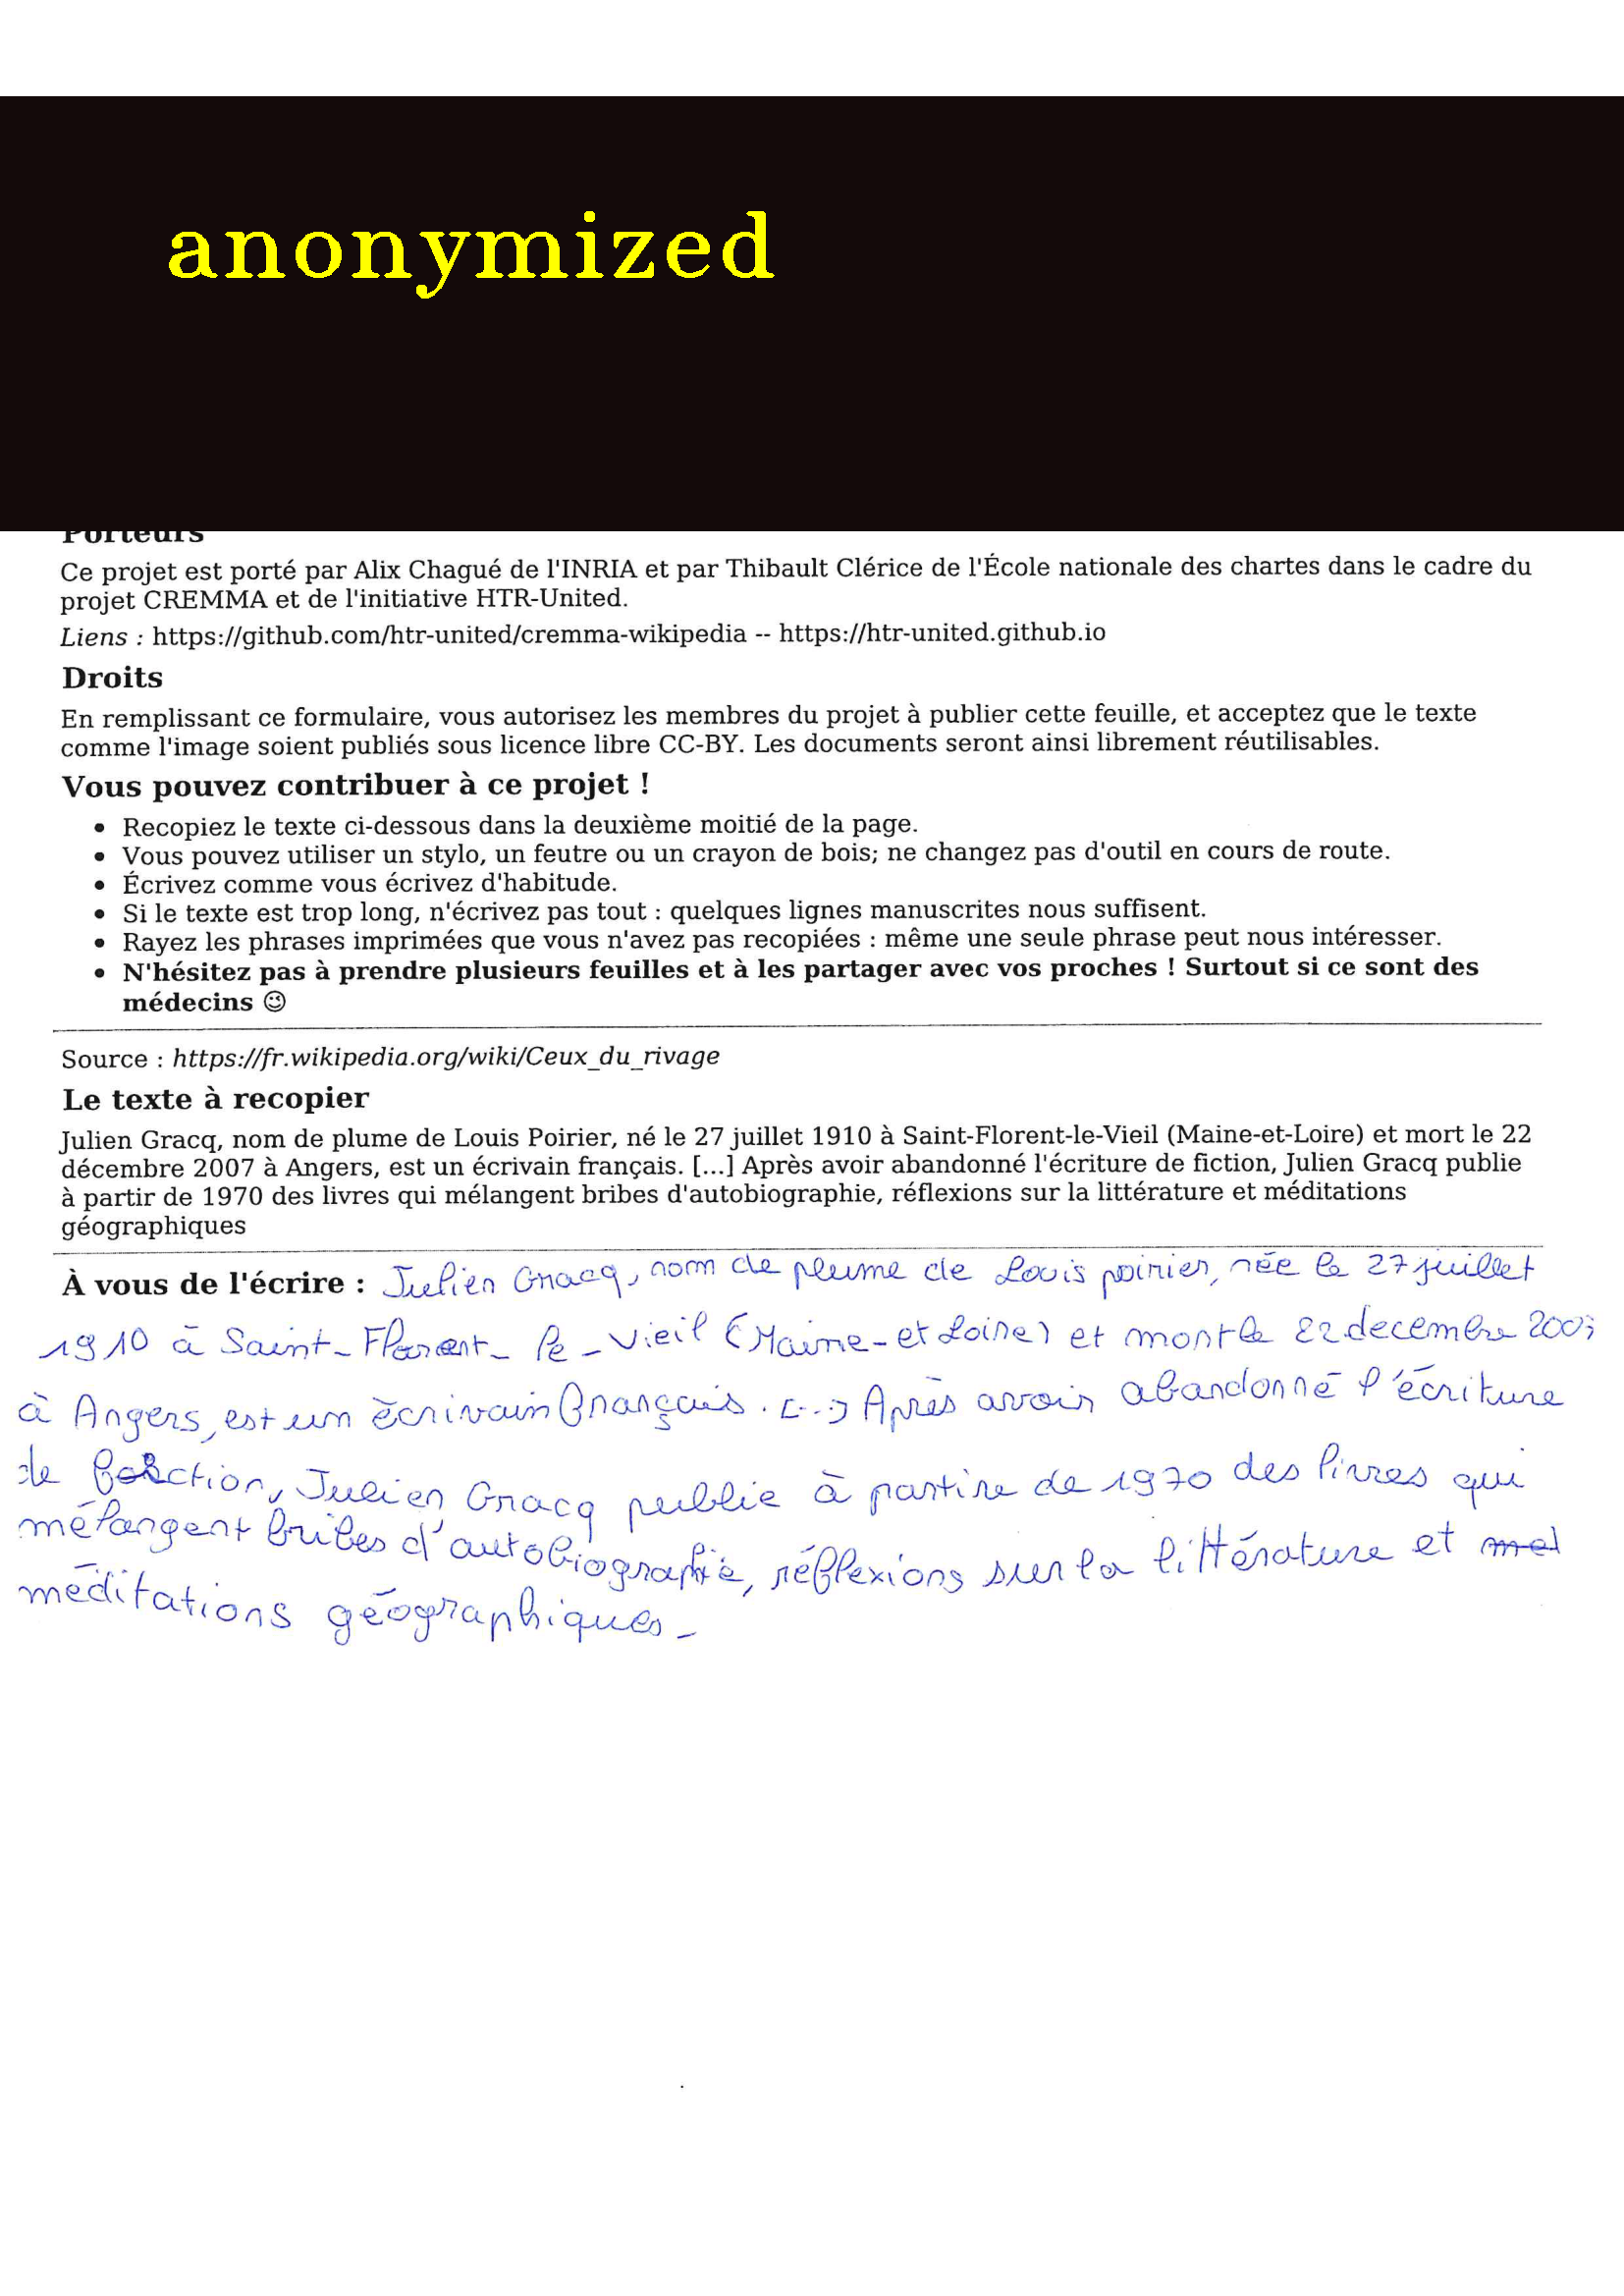 anonymized
Porteurs
Ce projet est porté par Alix Chagué de l'INRIA et par Thibault Clérice de l'École nationale des chartes dans le cadre du
projet CREMMA et de l'initiative HTR-United.
Liens : https://github.com/htr-united/cremma-wikipedia -- https://htr-united.github.io
Droits
En remplissant ce formulaire, vous autorisez les membres du projet à publier cette feuille, et acceptez que le texte
comme l'image soient publiés sous licence libre CC-BY. Les documents seront ainsi librement réutilisables.
Vous pouvez contribuer à ce projet !
• Recopiez le texte ci-dessous dans la deuxième moitié de la page.
• Vous pouvez utiliser un stylo, un feutre ou un crayon de bois; ne changez pas d'outil en cours de route.
• Écrivez comme vous écrivez d'habitude.
• Si le texte est trop long, n'écrivez pas tout : quelques lignes manuscrites nous suffisent.
• Rayez les phrases imprimées que vous n'avez pas recopiées : même une seule phrase peut nous intéresser.
• N'hésitez pas à prendre plusieurs feuilles et à les partager avec vos proches ! Surtout si ce sont des
médecins 😉
Source : https://fr.wikipedia.org/wiki/Ceux_du_rivage
Le texte à recopier
Julien Gracq, nom de plume de Louis Poirier, né le 27 juillet 1910 à Saint-Florent-le-Vieil (Maine-et-Loire) et mort le 22
décembre 2007 à Angers, est un écrivain français. [...] Après avoir abandonné l'écriture de fiction, Julien Gracq publie
à partir de 1970 des livres qui mélangent bribes d'autobiographie, réflexions sur la littérature et méditations
géographiques
À vous de l'écrire : Julien Gracq, nom de plume de Louis poirier, née le 27 juillet
1910 à Saint-Florent-le-Vieil (Maine-et Loire) et mort le 22 decembre 2007
à Angers, est un écrivain français. [...] Après avoir abandonné l'écriture
de ction, Julien Gracq publie à partire de 1970 des livres qui
mélangent bribes d'autobiographie, réflexions sur la littérature et mel
méditations géographiques-